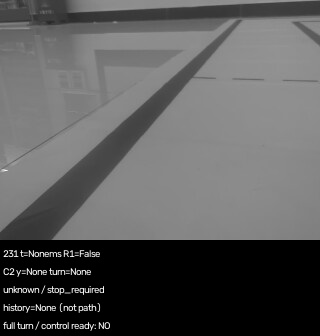 231 t=Nonems R1=False
C2 y=None turn=None
unknown / stop_required
history=None (not path)
full turn / control ready: NO